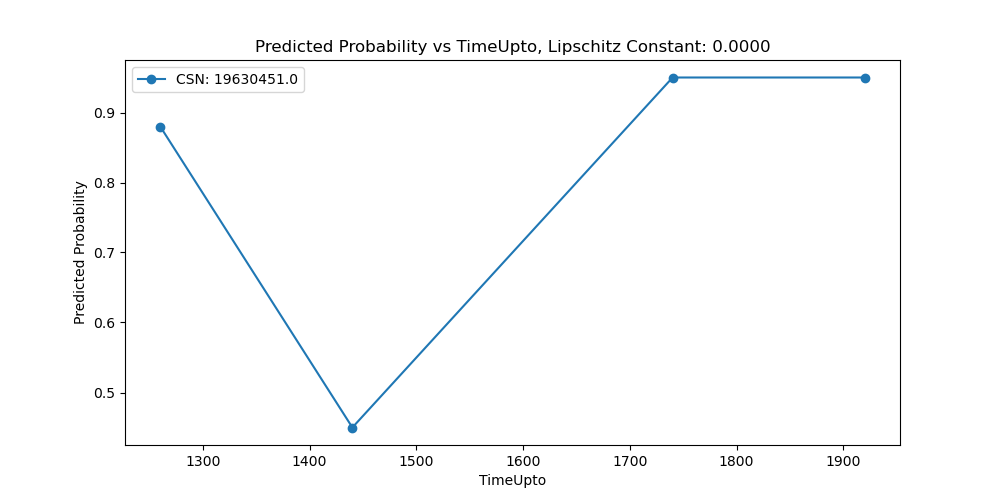 Predicted Probability vs TimeUpto, Lipschitz Constant: 0.0000
CSN: 19630451.0
Predicted Probability
0.9
0.8
0.7
0.6
0.5
1300 1400 1500 1600 1700 1800 1900
TimeUpto